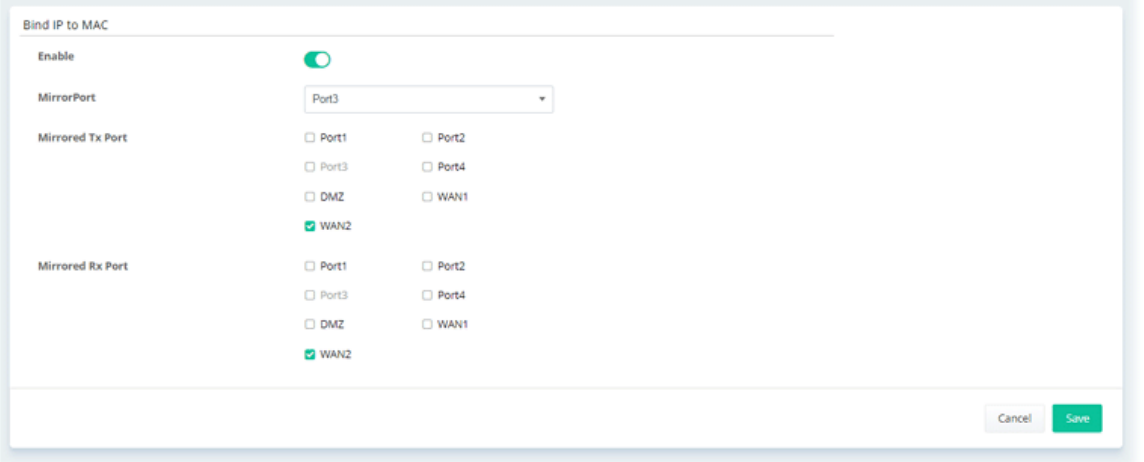 Bind IP to MAC
Enable
MirrorPort Port3
Mirrored Tx Port Port1 Port2
Port3 Port4
DMZ WAN1
WAN2
Mirrored Rx Port Port1 Port2
Port3 Port4
DMZ WAN1
WAN2
Cancel Save